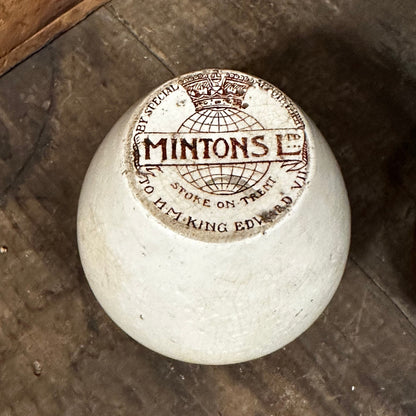 BY SPECIAL APPOINTMENT
MINTONS LTD
STOKE ON TRENT
TO H.M. KING EDWARD VII